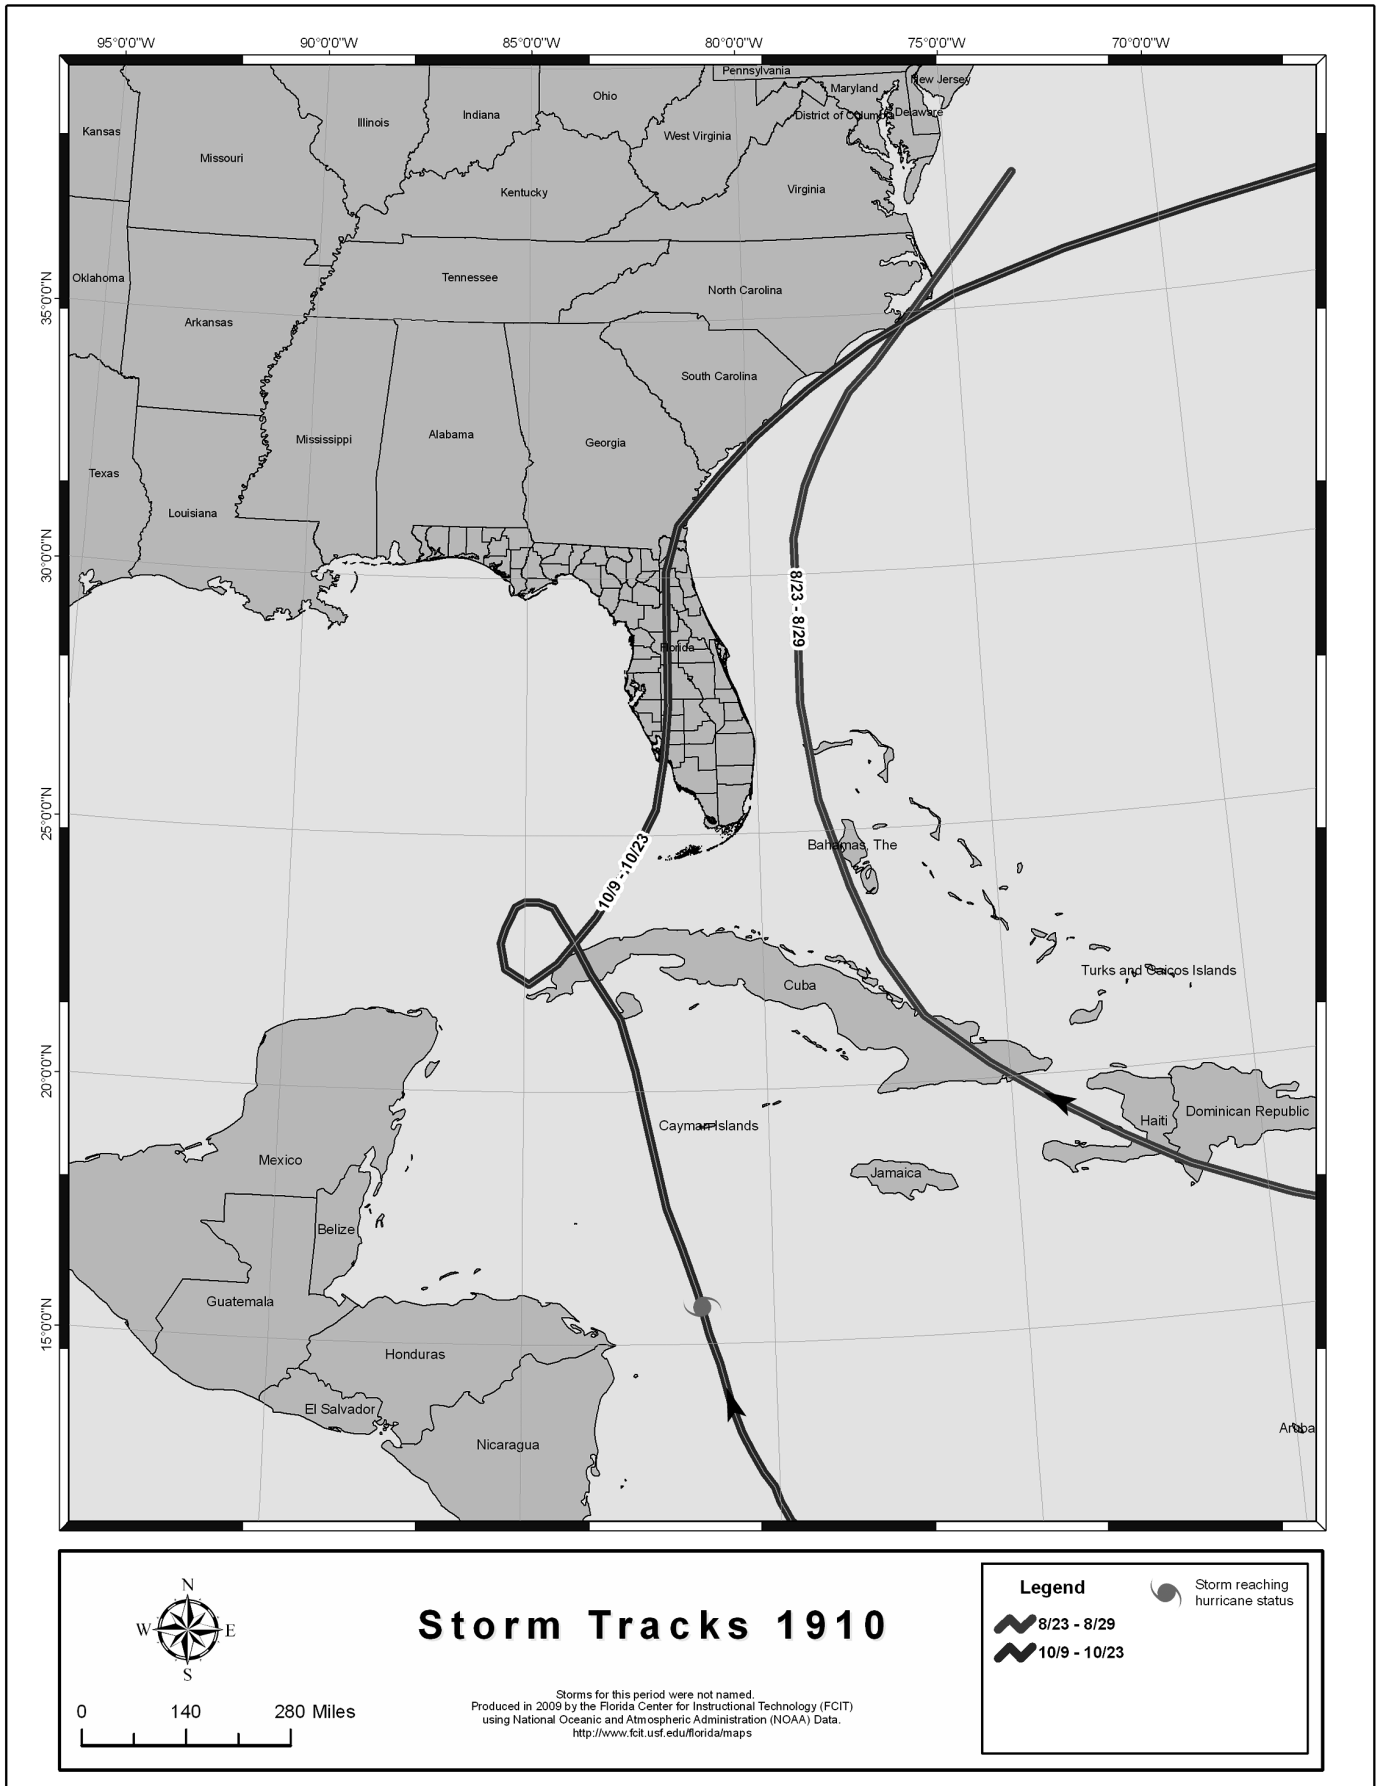 95°0'0"W
90°0'0"W
85°0'0"W
80°0'0"W
75°0'0"W
70°0'0"W
Pennsylvania
New Jersey
Ohio
Maryland
Indiana
Illinois
District of Columbia
Delaware
Kansas
West Virginia
Missouri
Kentucky
Virginia
Oklahoma
Tennessee
North Carolina
35°0'0"N
Arkansas
South Carolina
Mississippi
Alabama
Georgia
Texas
Louisiana
30°0'0"N
8/23 - 8/29
Florida
25°0'0"N
Bahamas, The
10/9 - 10/23
Turks and Caicos Islands
Cuba
20°0'0"N
Cayman Islands
Haiti
Dominican Republic
Mexico
Jamaica
Belize
Guatemala
15°0'0"N
Honduras
El Salvador
Aruba
Nicaragua
N
W
E
S
0
140
280 Miles
Storm Tracks 1910
Storms for this period were not named.
Produced in 2009 by the Florida Center for Instructional Technology (FCIT)
using National Oceanic and Atmospheric Administration (NOAA) Data.
http://www.fcit.usf.edu/florida/maps
Legend
8/23 - 8/29
10/9 - 10/23
Storm reaching
hurricane status